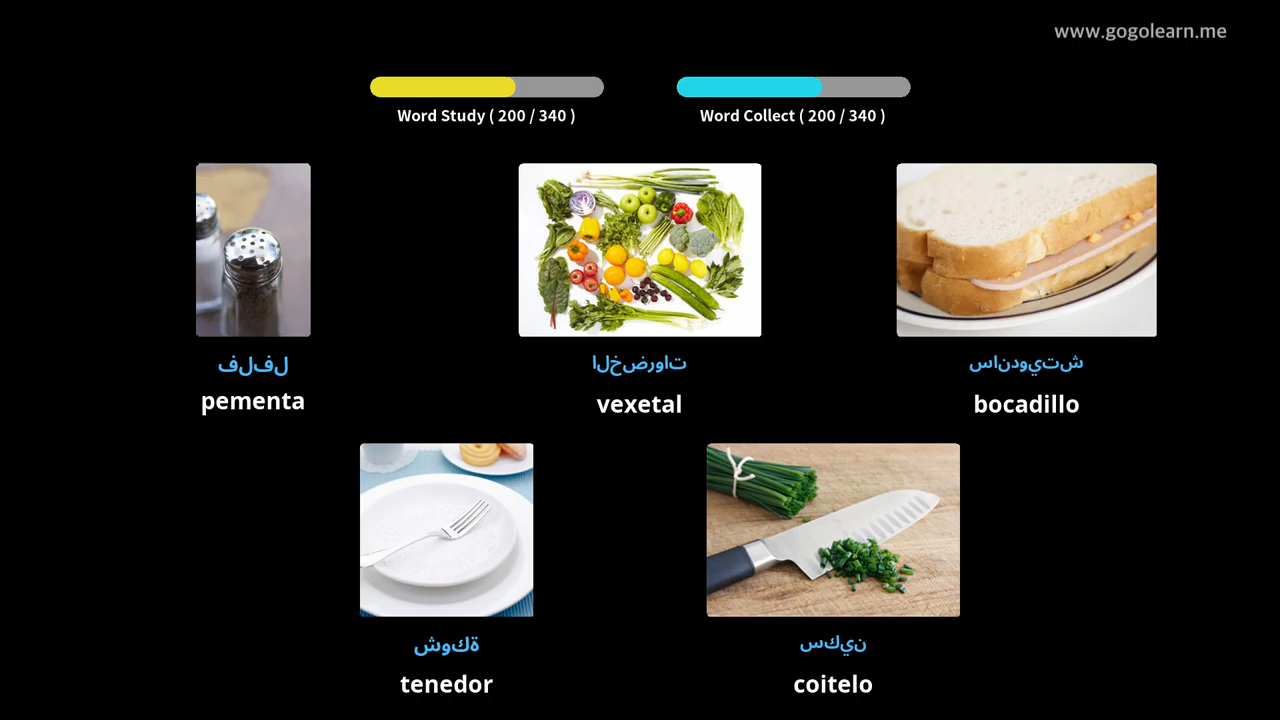 www.gogolearn.me
Word Study ( 200 / 340 )
Word Collect ( 200 / 340 )
فلفل
pementa
الخضروات
vexetal
ساندويتش
bocadillo
شوكة
tenedor
سكين
coitelo